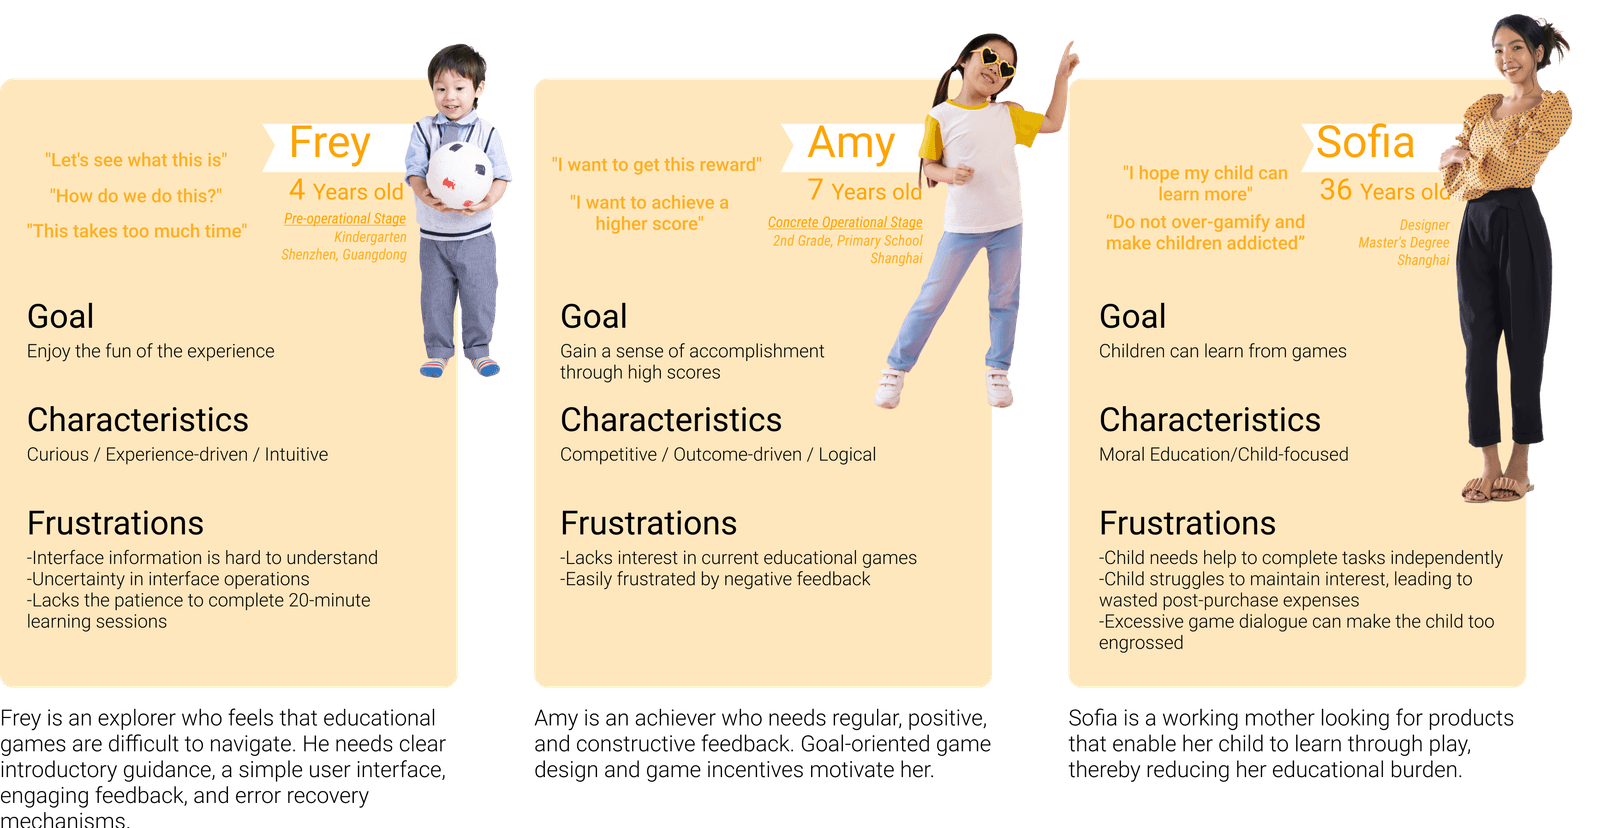 Frey
"Let's see what this is"
"How do we do this?"
"This takes too much time"
4 Years old
Pre-operational Stage
Kindergarten
Shenzhen, Guangdong
Goal
Enjoy the fun of the experience
Characteristics
Curious / Experience-driven / Intuitive
Frustrations
-Interface information is hard to understand
-Uncertainty in interface operations
-Lacks the patience to complete 20-minute
learning sessions
Frey is an explorer who feels that educational
games are difficult to navigate. He needs clear
introductory guidance, a simple user interface,
engaging feedback, and error recovery
mechanisms.
Amy
"I want to get this reward"
"I want to achieve a
higher score"
7 Years old
Concrete Operational Stage
2nd Grade, Primary School
Shanghai
Goal
Gain a sense of accomplishment
through high scores
Characteristics
Competitive / Outcome-driven / Logical
Frustrations
-Lacks interest in current educational games
-Easily frustrated by negative feedback
Amy is an achiever who needs regular, positive,
and constructive feedback. Goal-oriented game
design and game incentives motivate her.
Sofia
"I hope my child can
learn more"
“Do not over-gamify and
make children addicted”
36 Years old
Designer
Master's Degree
Shanghai
Goal
Children can learn from games
Characteristics
Moral Education/Child-focused
Frustrations
-Child needs help to complete tasks independently
-Child struggles to maintain interest, leading to
wasted post-purchase expenses
-Excessive game dialogue can make the child too
engrossed
Sofia is a working mother looking for products
that enable her child to learn through play,
thereby reducing her educational burden.